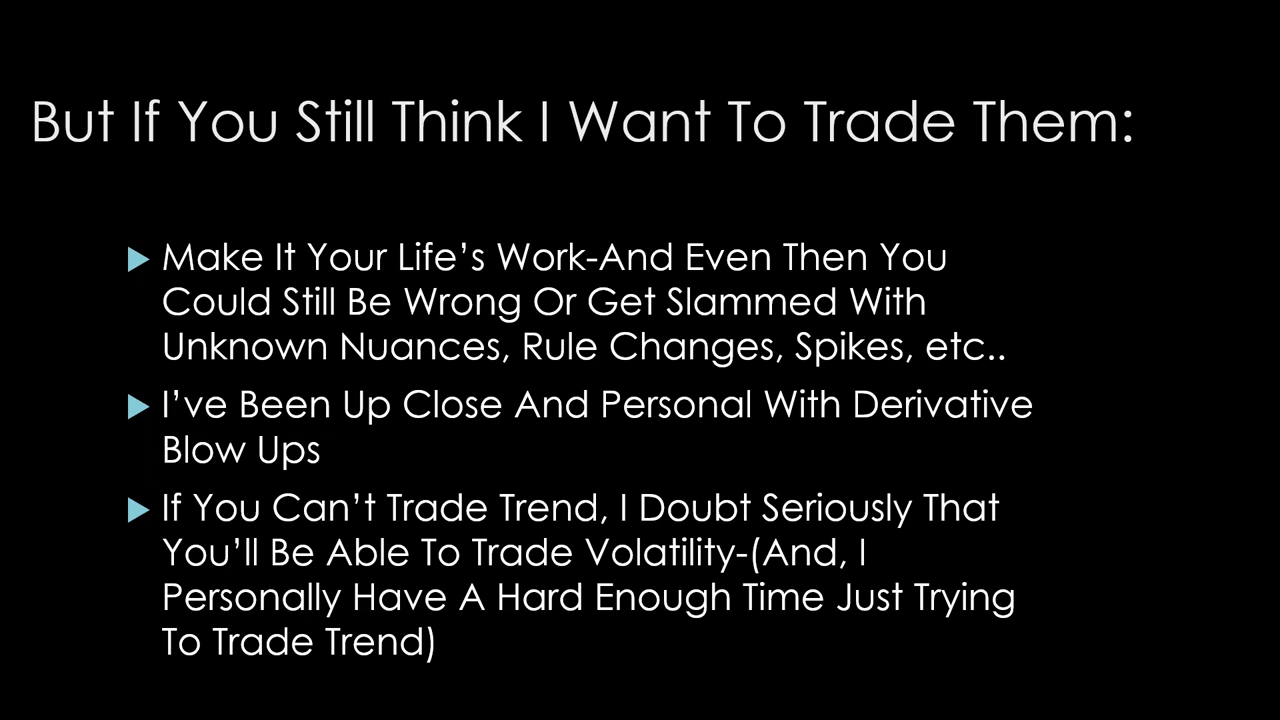 But If You Still Think I Want To Trade Them:
Make It Your Life’s Work-And Even Then You
Could Still Be Wrong Or Get Slammed With
Unknown Nuances, Rule Changes, Spikes, etc..
I’ve Been Up Close And Personal With Derivative
Blow Ups
If You Can’t Trade Trend, I Doubt Seriously That
You’ll Be Able To Trade Volatility-(And, I
Personally Have A Hard Enough Time Just Trying
To Trade Trend)